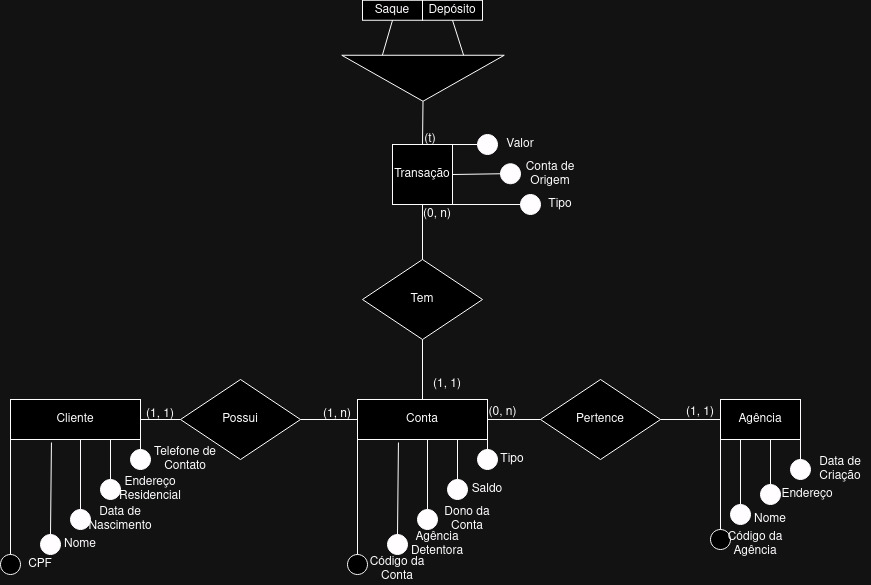 Saque
Depósito
(t)
Valor
Transação
Conta de
Origem
Tipo
(0, n)
Tem
(1, 1)
Cliente
(1, 1)
Possui
(1, n)
Conta
(0, n)
Pertence
(1, 1)
Agência
Telefone de
Contato
Endereço
Residencial
Data de
Nascimento
Nome
CPF
Tipo
Saldo
Dono da
Conta
Agência
Detentora
Código da
Conta
Data de
Criação
Endereço
Nome
Código da
Agência